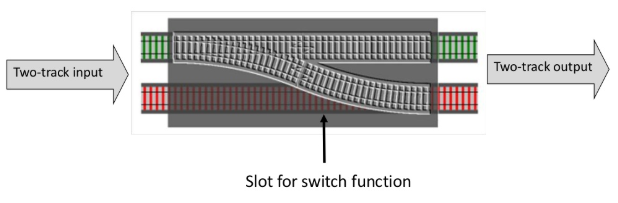 Two-track input
Two-track output
Slot for switch function